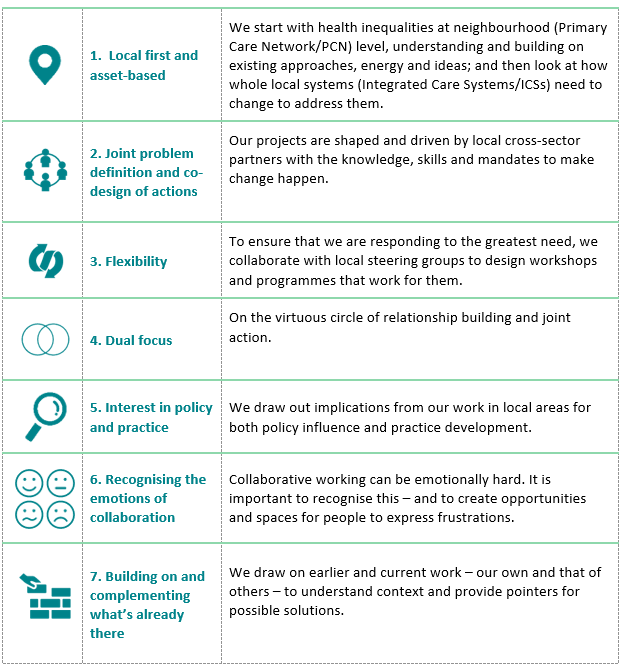 1.  Local first and
asset-based
We start with health inequalities at neighbourhood (Primary
Care Network/PCN) level, understanding and building on
existing approaches, energy and ideas; and then look at how
whole local systems (Integrated Care Systems/ICSs) need to
change to address them.
2. Joint problem
definition and co-
design of actions
Our projects are shaped and driven by local cross-sector
partners with the knowledge, skills and mandates to make
change happen.
3. Flexibility
To ensure that we are responding to the greatest need, we
collaborate with local steering groups to design workshops
and programmes that work for them.
4. Dual focus
On the virtuous circle of relationship building and joint
action.
5. Interest in policy
and practice
We draw out implications from our work in local areas for
both policy influence and practice development.
6. Recognising the
emotions of
collaboration
Collaborative working can be emotionally hard. It is
important to recognise this – and to create opportunities
and spaces for people to express frustrations.
7. Building on and
complementing
what’s already
there
We draw on earlier and current work – our own and that of
others – to understand context and provide pointers for
possible solutions.